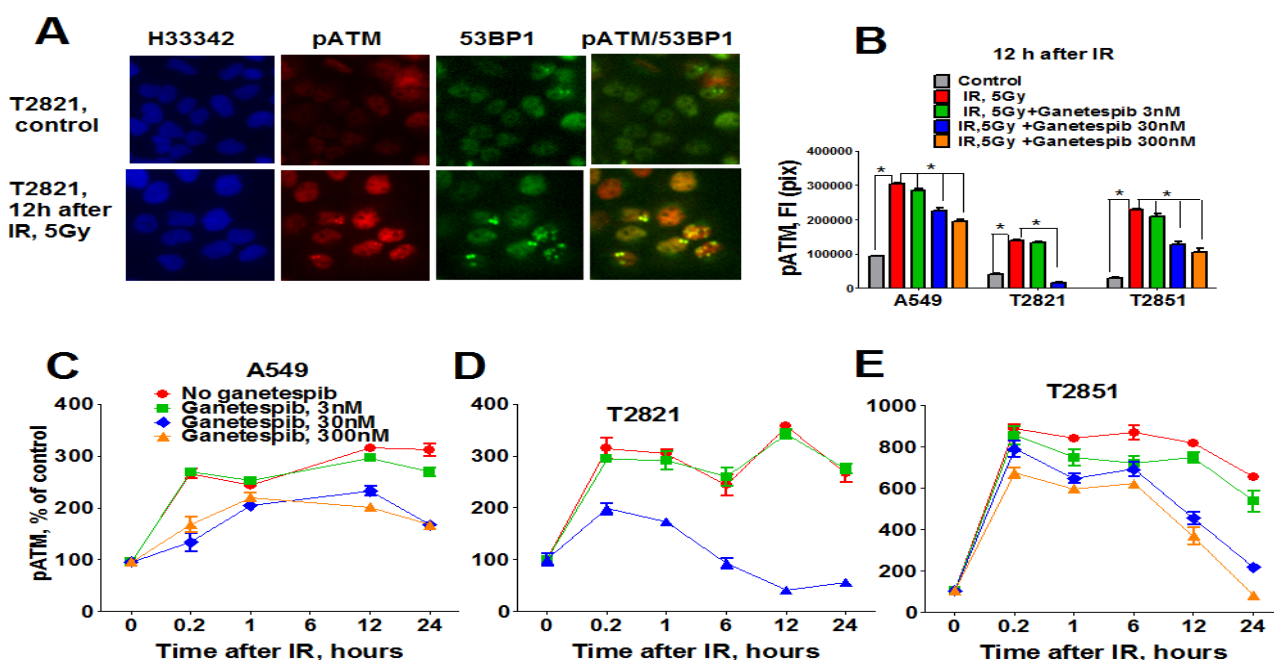 A
H33342 pATM 53BP1 pATM/53BP1
T2821,
control
T2821,
12h after
IR, 5Gy
B
12 h after IR
Control
IR, 5Gy
IR, 5Gy+Ganetespib 3nM
IR,5Gy +Ganetespib 30nM
IR,5Gy +Ganetespib 300nM
pATM, FI (pix)
400000
300000
200000
100000
0
* * * * * *
A549 T2821 T2851
C
A549
No ganetespib
Ganetespib, 3nM
Ganetespib, 30nM
Ganetespib, 300nM
pATM, % of control
400
300
200
100
0
0 0.2 1 6 12 24
Time after IR, hours
D
T2821
400
300
200
100
0
0 0.2 1 6 12 24
Time after IR, hours
E
T2851
1000
800
600
400
200
0
0 0.2 1 6 12 24
Time after IR, hours